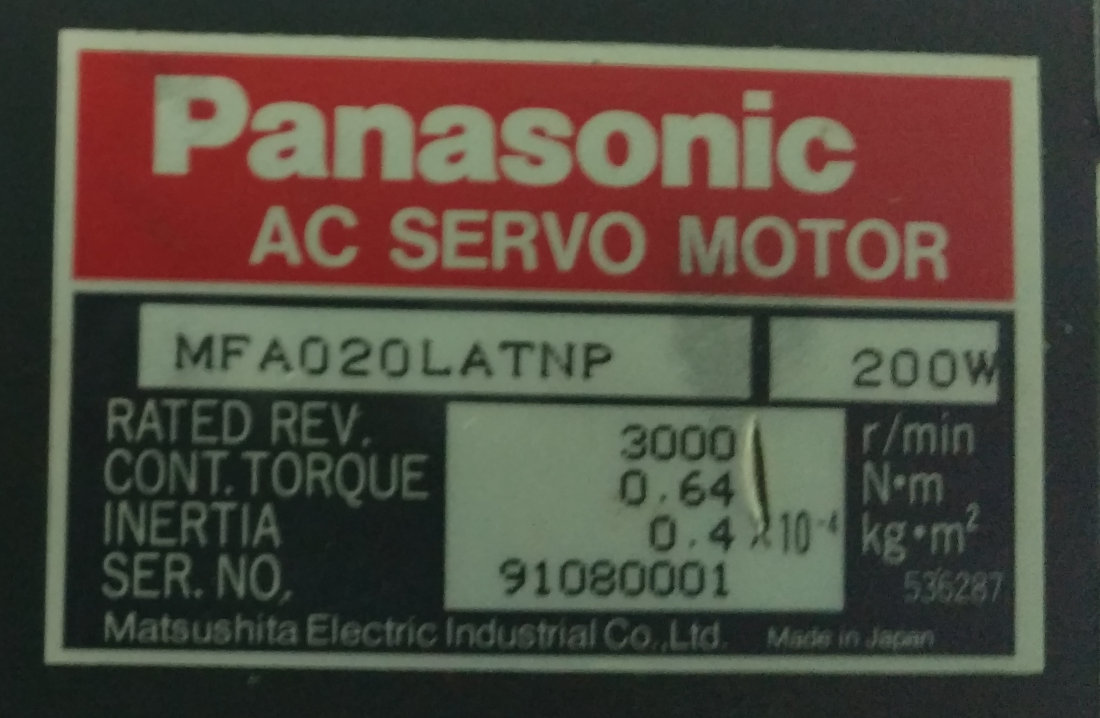 Panasonic
AC SERVO MOTOR
MFA020LATNP 200W
RATED REV. 3000 r/min
CONT. TORQUE 0.64 N•m
INERTIA 0.4 x10⁻⁴ kg•m²
SER. NO. 91080001 536287
Matsushita Electric Industrial Co.,Ltd. Made in Japan